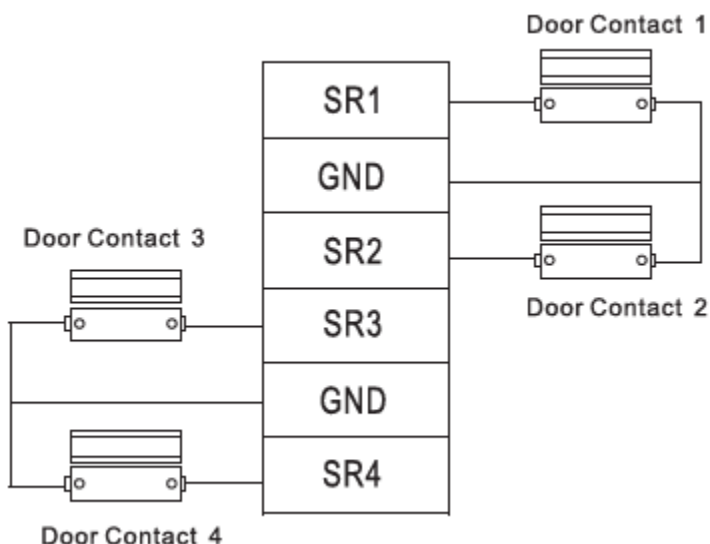 Door Contact 1
SR1
GND
Door Contact 3
SR2
Door Contact 2
SR3
GND
SR4
Door Contact 4